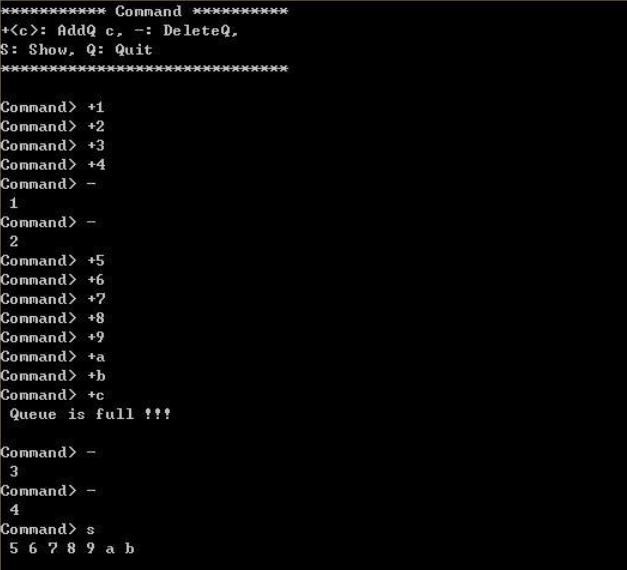 *********** Command **********
+<c>: AddQ c, -: DeleteQ,
S: Show, Q: Quit
******************************
Command> +1
Command> +2
Command> +3
Command> +4
Command> -
1
Command> -
2
Command> +5
Command> +6
Command> +7
Command> +8
Command> +9
Command> +a
Command> +b
Command> +c
Queue is full !!!
Command> -
3
Command> -
4
Command> s
5 6 7 8 9 a b